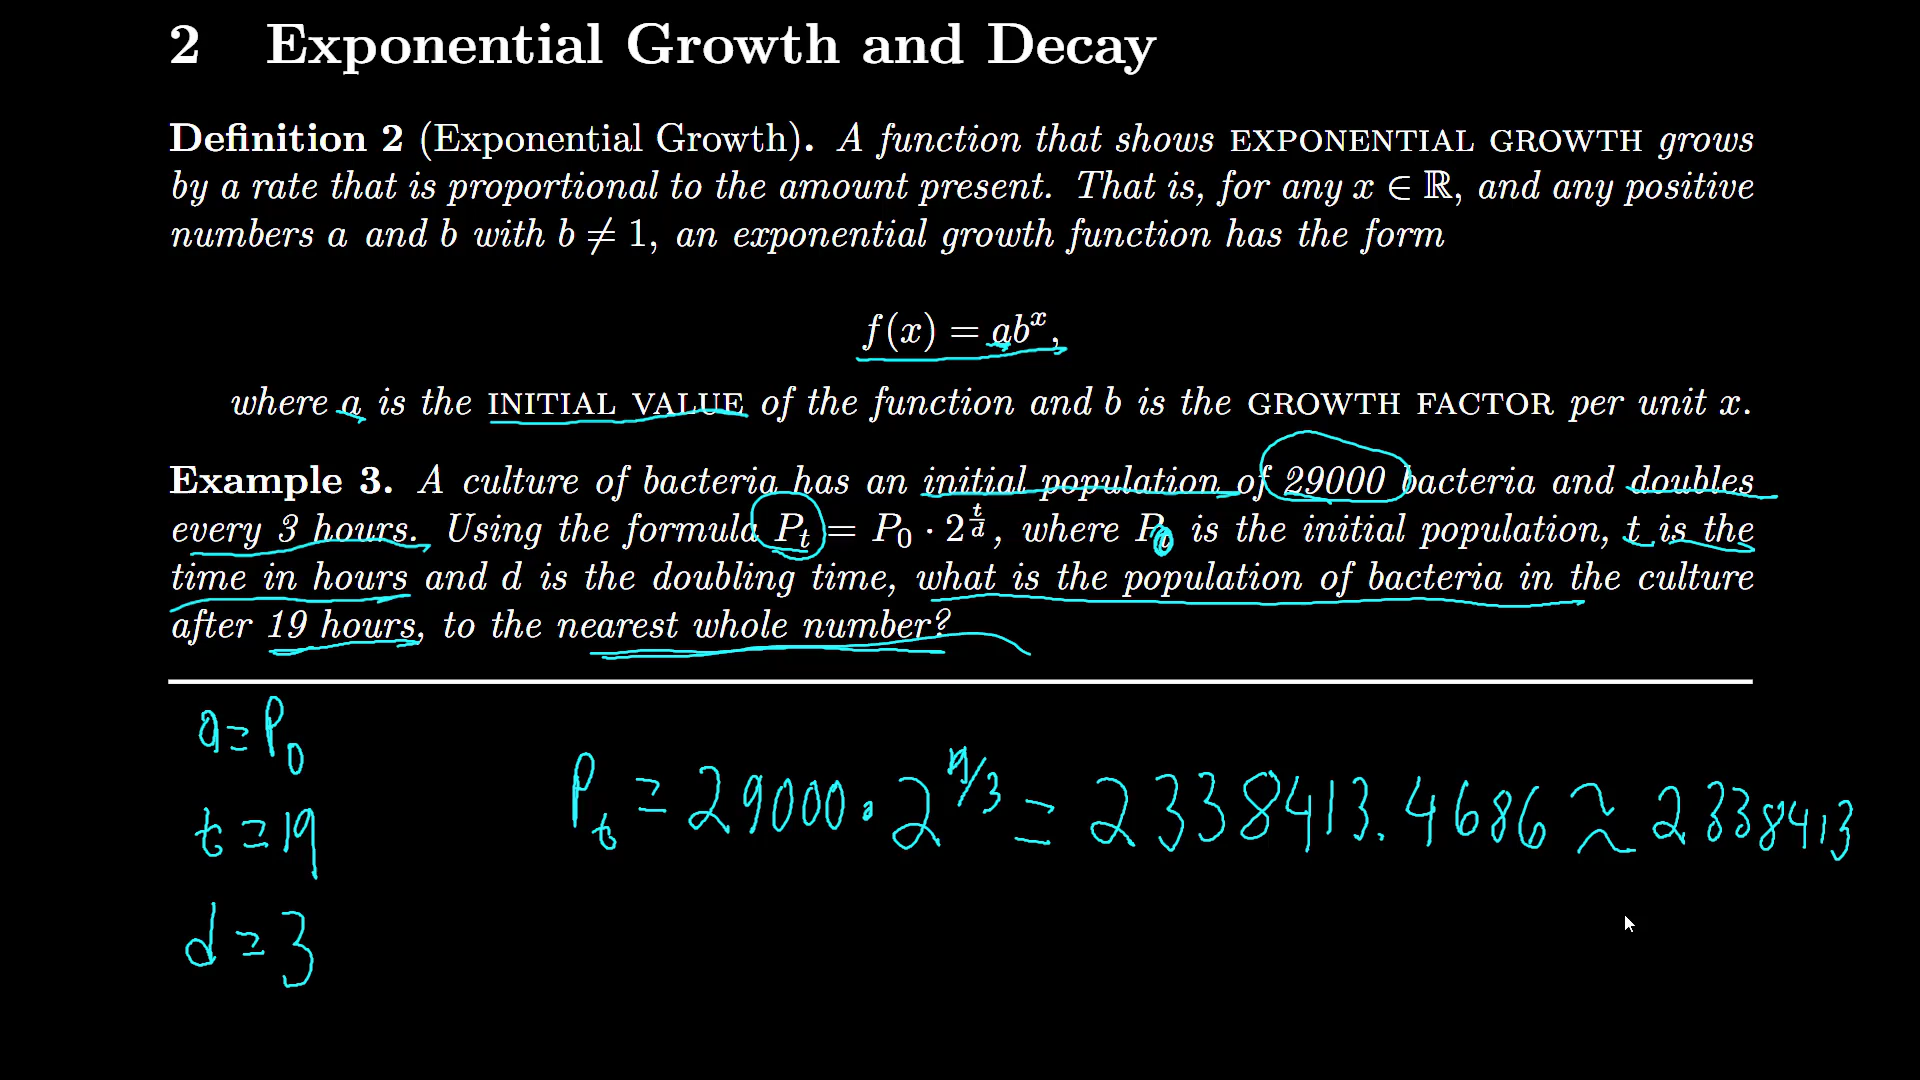 2 Exponential Growth and Decay
Definition 2 (Exponential Growth). A function that shows EXPONENTIAL GROWTH grows
by a rate that is proportional to the amount present. That is, for any x ∈ ℝ, and any positive
numbers a and b with b ≠ 1, an exponential growth function has the form
f(x) = ab^x,
where a is the INITIAL VALUE of the function and b is the GROWTH FACTOR per unit x.
Example 3. A culture of bacteria has an initial population of 29000 bacteria and doubles
every 3 hours. Using the formula P_t = P_0 · 2^{t/d}, where P is the initial population, t is the
time in hours and d is the doubling time, what is the population of bacteria in the culture
after 19 hours, to the nearest whole number?
a = P_0
t = 19
d = 3
P_t = 29000 · 2^{19/3} = 2338413.4686 ≈ 2338413